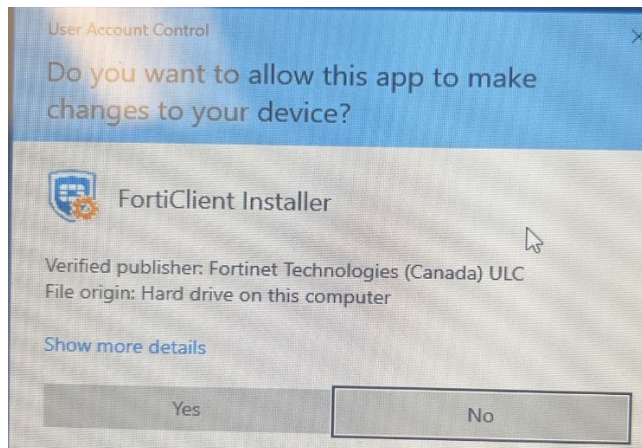 User Account Control
Do you want to allow this app to make
changes to your device?
FortiClient Installer
Verified publisher: Fortinet Technologies (Canada) ULC
File origin: Hard drive on this computer
Show more details
Yes
No